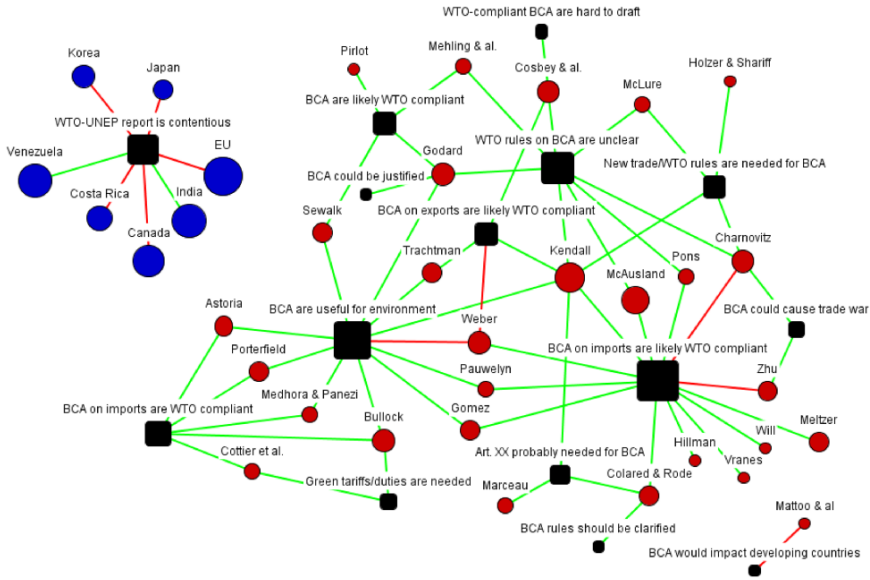 WTO-compliant BCA are hard to draft
Korea
Pirlot
Mehling & al.
Japan
Cosbey & al.
Holzer & Shariff
McLure
BCA are likely WTO compliant
WTO-UNEP report is contentious
WTO rules on BCA are unclear
Venezuela
EU
Godard
New trade/WTO rules are needed for BCA
BCA could be justified
Costa Rica
India
Sewalk
BCA on exports are likely WTO compliant
Canada
Trachtman
Kendall
Charnovitz
Pons
McAusland
Astoria
BCA are useful for environment
Weber
BCA could cause trade war
Porterfield
BCA on imports are likely WTO compliant
Pauwelyn
Zhu
Medhora & Panezi
BCA on imports are WTO compliant
Bullock
Gomez
Will
Meltzer
Hillman
Cottier et al.
Art. XX probably needed for BCA
Vranes
Green tariffs/duties are needed
Marceau
Colared & Rode
Mattoo & al
BCA rules should be clarified
BCA would impact developing countries